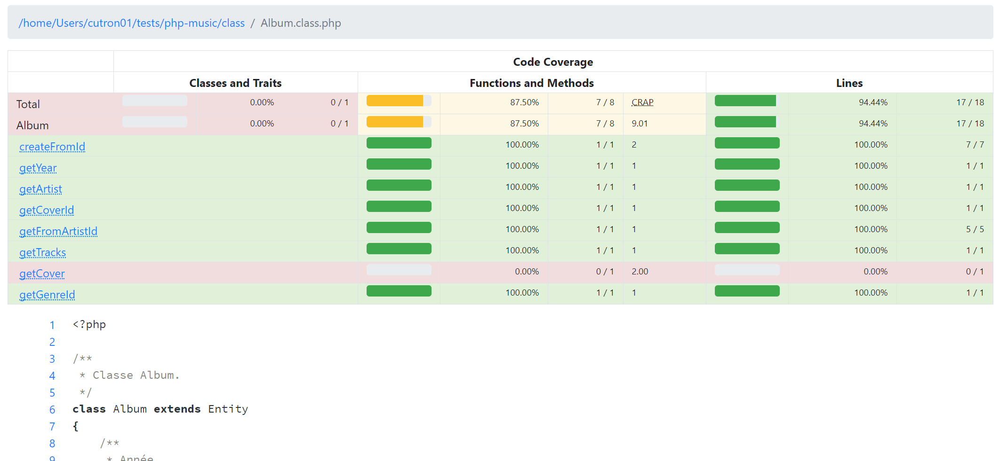 /home/Users/cutron01/tests/php-music/class / Album.class.php
Code Coverage
Classes and Traits Functions and Methods Lines
Total 0.00% 0 / 1 87.50% 7 / 8 CRAP 94.44% 17 / 18
Album 0.00% 0 / 1 87.50% 7 / 8 9.01 94.44% 17 / 18
createFromId 100.00% 1 / 1 2 100.00% 7 / 7
getYear 100.00% 1 / 1 1 100.00% 1 / 1
getArtist 100.00% 1 / 1 1 100.00% 1 / 1
getCoverId 100.00% 1 / 1 1 100.00% 1 / 1
getFromArtistId 100.00% 1 / 1 1 100.00% 5 / 5
getTracks 100.00% 1 / 1 1 100.00% 1 / 1
getCover 0.00% 0 / 1 2.00 0.00% 0 / 1
getGenreId 100.00% 1 / 1 1 100.00% 1 / 1
1 <?php
2
3 /**
4 * Classe Album.
5 */
6 class Album extends Entity
7 {
8 /**
9 * Année